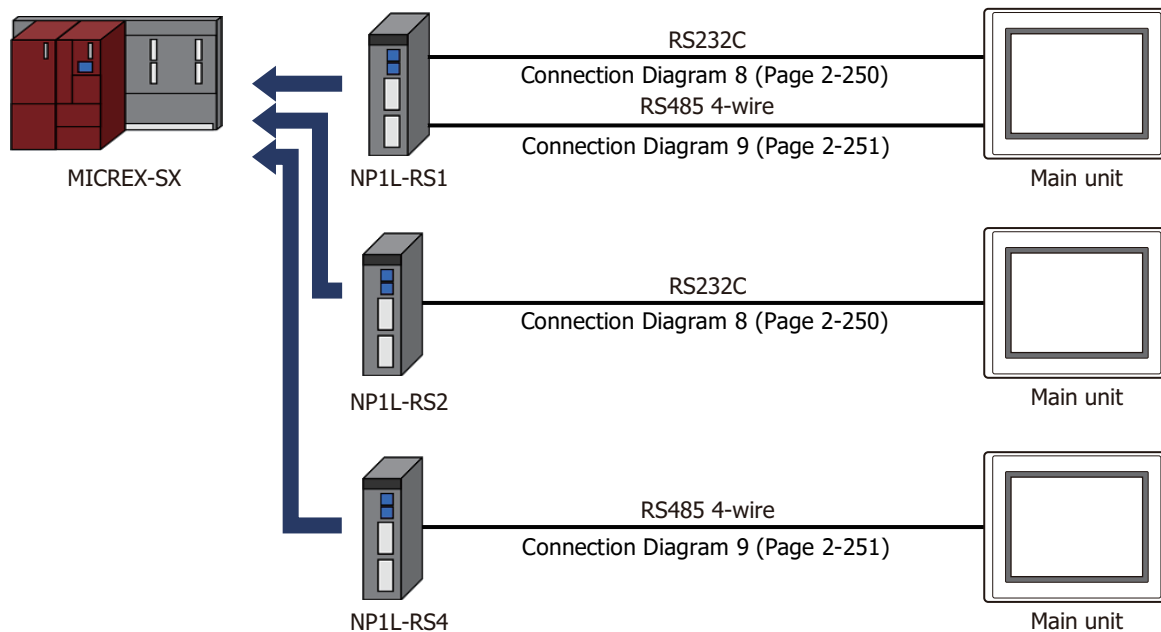 RS232C
Connection Diagram 8 (Page 2-250)
RS485 4-wire
Connection Diagram 9 (Page 2-251)
MICREX-SX
NP1L-RS1
Main unit
RS232C
Connection Diagram 8 (Page 2-250)
NP1L-RS2
Main unit
RS485 4-wire
Connection Diagram 9 (Page 2-251)
NP1L-RS4
Main unit